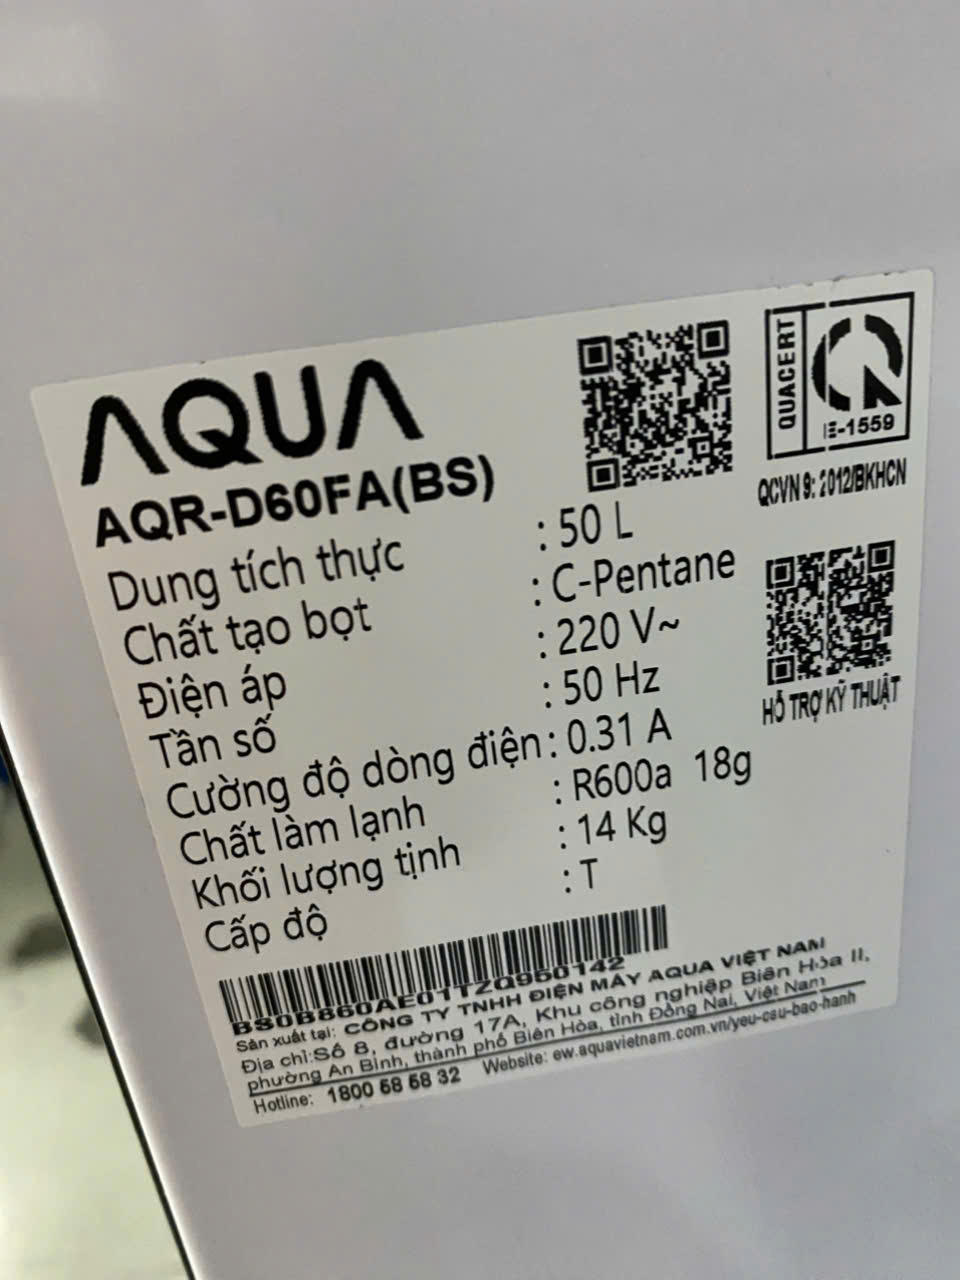 AQUA
AQR-D60FA(BS)
Dung tích thực : 50 L
Chất tạo bọt : C-Pentane
Điện áp : 220 V~
Tần số : 50 Hz
Cường độ dòng điện : 0.31 A
Chất làm lạnh : R600a 18g
Khối lượng tịnh : 14 Kg
Cấp độ : T
QUACERT
IE-1559
QCVN 9: 2012/BKHCN
HỖ TRỢ KỸ THUẬT
BS0B860AE01TZQ950142
Sản xuất tại: CÔNG TY TNHH ĐIỆN MÁY AQUA VIỆT NAM
Địa chỉ:Số 8, đường 17A, Khu công nghiệp Biên Hòa II,
phường An Bình, thành phố Biên Hòa, tỉnh Đồng Nai, Việt Nam
Hotline: 1800 58 58 32 Website: ew.aquavietnam.com.vn/yeu-cau-bao-hanh